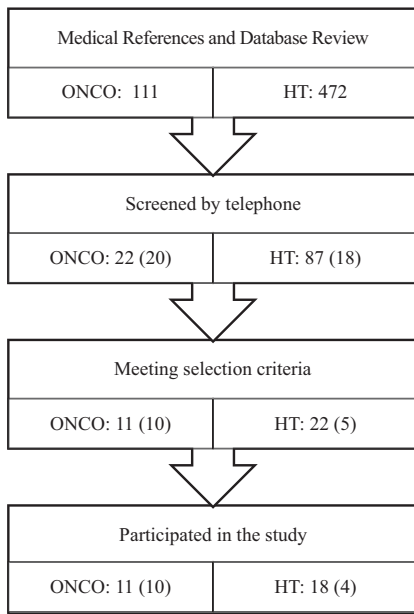 Medical References and Database Review
ONCO: 111 HT: 472
Screened by telephone
ONCO: 22 (20) HT: 87 (18)
Meeting selection criteria
ONCO: 11 (10) HT: 22 (5)
Participated in the study
ONCO: 11 (10) HT: 18 (4)